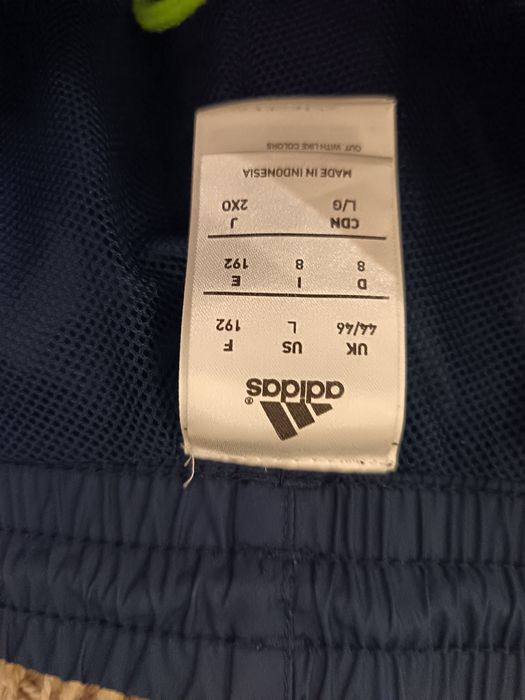 adidas®
UK US F
44/46 L 192
D I E
8 8 192
CDN J
L/G 2XO
MADE IN INDONESIA
OUT. WITH LIKE COLORS